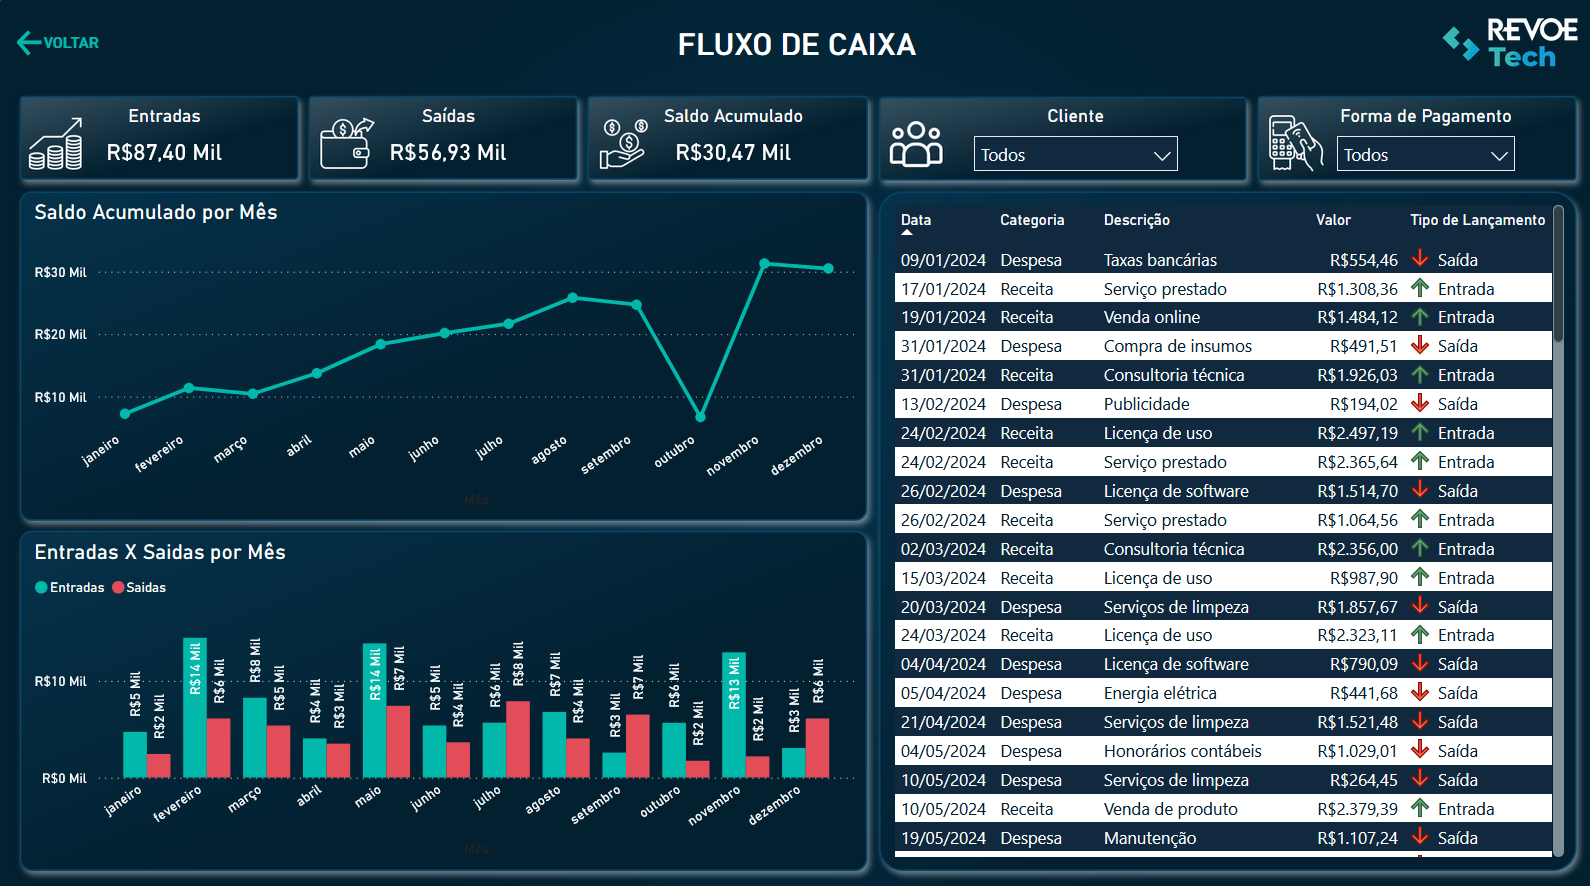 VOLTAR
FLUXO DE CAIXA
REVOE
Tech
Entradas
R$87,40 Mil
Saídas
R$56,93 Mil
Saldo Acumulado
R$30,47 Mil
Cliente
Todos
Forma de Pagamento
Todos
Saldo Acumulado por Mês
R$30 Mil
R$20 Mil
R$10 Mil
janeiro
fevereiro
março
abril
maio
junho
julho
agosto
setembro
outubro
novembro
dezembro
Mês
Entradas X Saidas por Mês
Entradas Saidas
R$10 Mil
R$0 Mil
R$5 Mil
R$2 Mil
R$14 Mil
R$6 Mil
R$8 Mil
R$5 Mil
R$4 Mil
R$3 Mil
R$14 Mil
R$7 Mil
R$5 Mil
R$4 Mil
R$6 Mil
R$8 Mil
R$7 Mil
R$4 Mil
R$3 Mil
R$7 Mil
R$6 Mil
R$2 Mil
R$13 Mil
R$2 Mil
R$3 Mil
R$6 Mil
janeiro
fevereiro
março
abril
maio
junho
julho
agosto
setembro
outubro
novembro
dezembro
Mês
Data Categoria Descrição Valor Tipo de Lançamento
09/01/2024 Despesa Taxas bancárias R$554,46 Saída
17/01/2024 Receita Serviço prestado R$1.308,36 Entrada
19/01/2024 Receita Venda online R$1.484,12 Entrada
31/01/2024 Despesa Compra de insumos R$491,51 Saída
31/01/2024 Receita Consultoria técnica R$1.926,03 Entrada
13/02/2024 Despesa Publicidade R$194,02 Saída
24/02/2024 Receita Licença de uso R$2.497,19 Entrada
24/02/2024 Receita Serviço prestado R$2.365,64 Entrada
26/02/2024 Despesa Licença de software R$1.514,70 Saída
26/02/2024 Receita Serviço prestado R$1.064,56 Entrada
02/03/2024 Receita Consultoria técnica R$2.356,00 Entrada
15/03/2024 Receita Licença de uso R$987,90 Entrada
20/03/2024 Despesa Serviços de limpeza R$1.857,67 Saída
24/03/2024 Receita Licença de uso R$2.323,11 Entrada
04/04/2024 Despesa Licença de software R$790,09 Saída
05/04/2024 Despesa Energia elétrica R$441,68 Saída
21/04/2024 Despesa Serviços de limpeza R$1.521,48 Saída
04/05/2024 Despesa Honorários contábeis R$1.029,01 Saída
10/05/2024 Despesa Serviços de limpeza R$264,45 Saída
10/05/2024 Receita Venda de produto R$2.379,39 Entrada
19/05/2024 Despesa Manutenção R$1.107,24 Saída